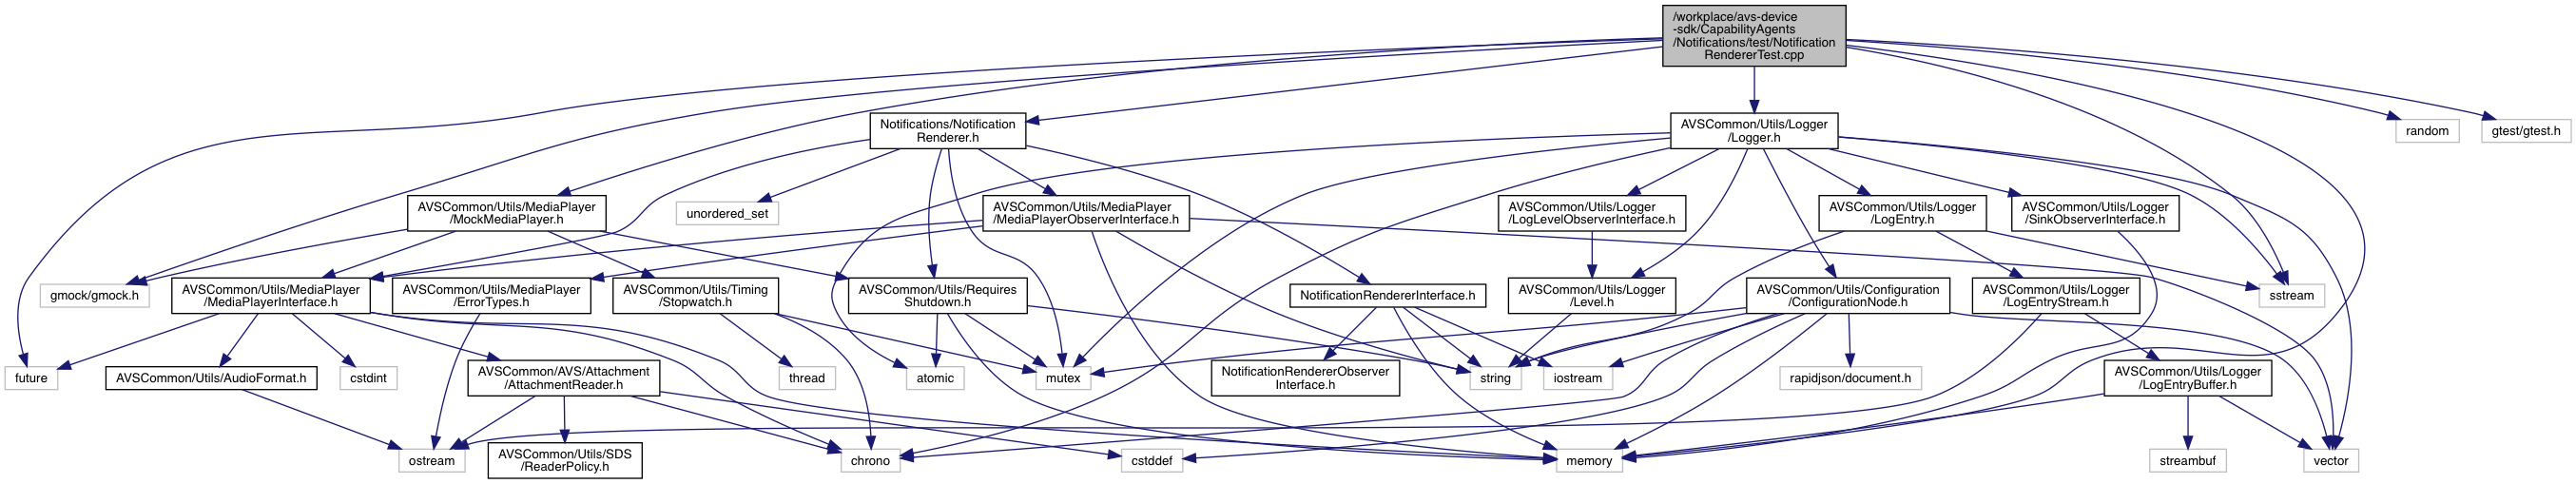 /workplace/avs-device
-sdk/CapabilityAgents
/Notifications/test/Notification
RendererTest.cpp
Notifications/Notification
Renderer.h
AVSCommon/Utils/Logger
/Logger.h
random
gtest/gtest.h
AVSCommon/Utils/MediaPlayer
/MockMediaPlayer.h
unordered_set
AVSCommon/Utils/MediaPlayer
/MediaPlayerObserverInterface.h
AVSCommon/Utils/Logger
/LogLevelObserverInterface.h
AVSCommon/Utils/Logger
/LogEntry.h
AVSCommon/Utils/Logger
/SinkObserverInterface.h
gmock/gmock.h
AVSCommon/Utils/MediaPlayer
/MediaPlayerInterface.h
AVSCommon/Utils/MediaPlayer
/ErrorTypes.h
AVSCommon/Utils/Timing
/Stopwatch.h
AVSCommon/Utils/Requires
Shutdown.h
NotificationRendererInterface.h
AVSCommon/Utils/Logger
/Level.h
AVSCommon/Utils/Configuration
/ConfigurationNode.h
AVSCommon/Utils/Logger
/LogEntryStream.h
sstream
future
AVSCommon/Utils/AudioFormat.h
cstdint
AVSCommon/AVS/Attachment
/AttachmentReader.h
thread
atomic
mutex
NotificationRendererObserver
Interface.h
string
iostream
rapidjson/document.h
AVSCommon/Utils/Logger
/LogEntryBuffer.h
ostream
AVSCommon/Utils/SDS
/ReaderPolicy.h
chrono
cstddef
memory
streambuf
vector